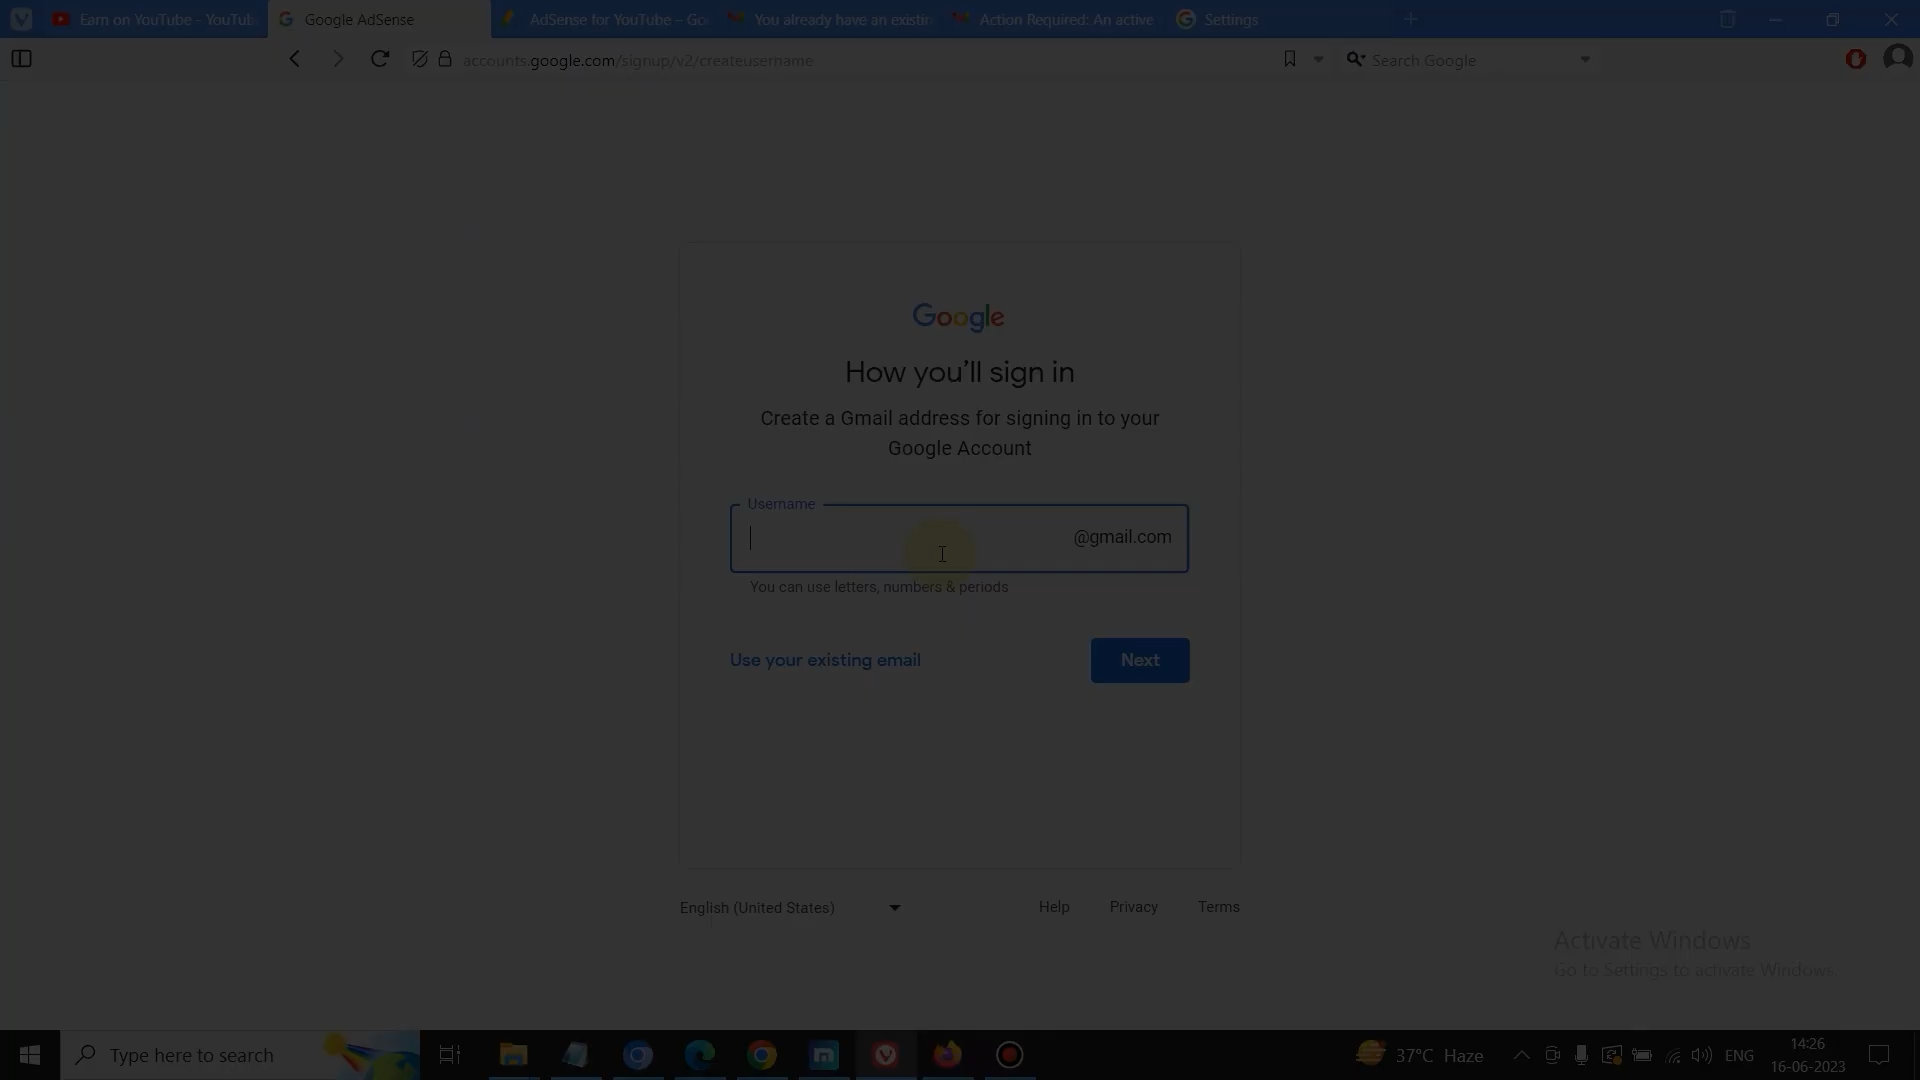 Earn on YouTube - YouTub
Google AdSense
AdSense for YouTube - Go
You already have an existin
Action Required: An active
Settings
accounts.google.com/signup/v2/createusername
Search Google
Google
How you'll sign in
Create a Gmail address for signing in to your
Google Account
Username
@gmail.com
You can use letters, numbers & periods
Use your existing email
Next
English (United States)
Help
Privacy
Terms
Activate Windows
Go to Settings to activate Windows.
Type here to search
37°C Haze
ENG
14:26
16-06-2023